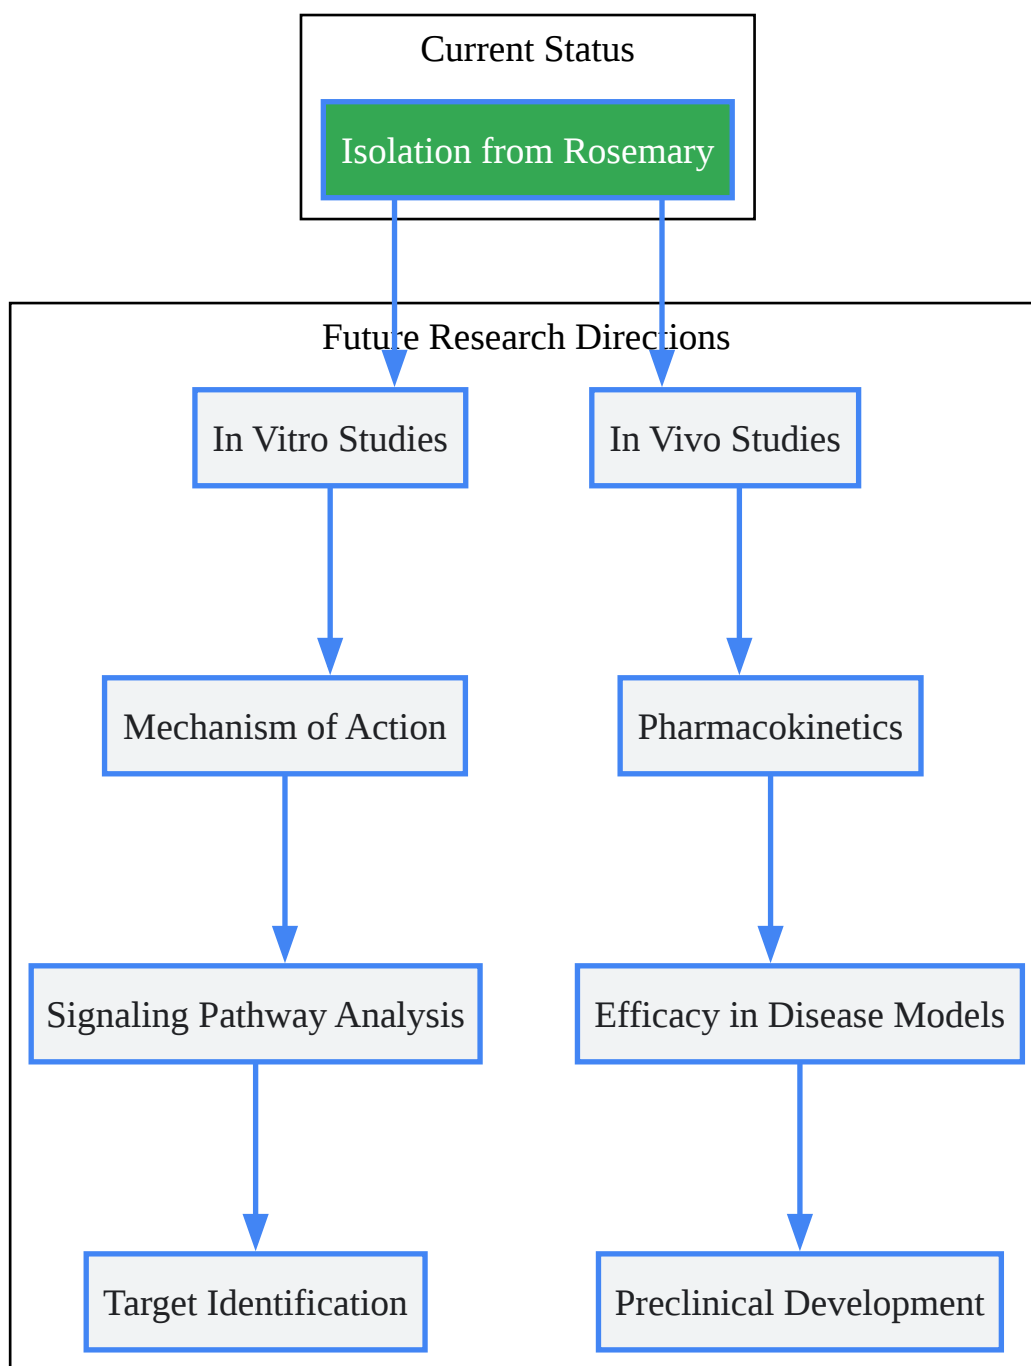 Current Status
Isolation from Rosemary
Future Research Directions
In Vitro Studies
In Vivo Studies
Mechanism of Action
Pharmacokinetics
Signaling Pathway Analysis
Efficacy in Disease Models
Target Identification
Preclinical Development